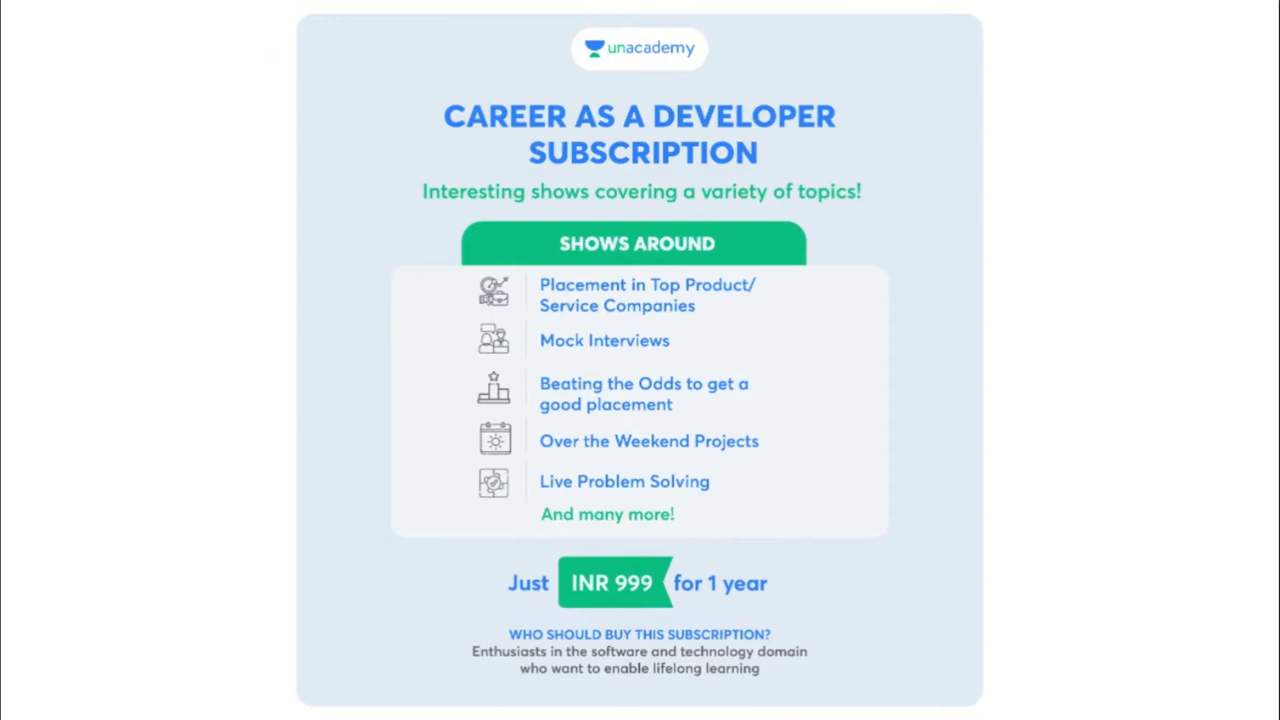 unacademy
CAREER AS A DEVELOPER
SUBSCRIPTION
Interesting shows covering a variety of topics!
SHOWS AROUND
Placement in Top Product/
Service Companies
Mock Interviews
Beating the Odds to get a
good placement
Over the Weekend Projects
Live Problem Solving
And many more!
Just INR 999 for 1 year
WHO SHOULD BUY THIS SUBSCRIPTION?
Enthusiasts in the software and technology domain
who want to enable lifelong learning